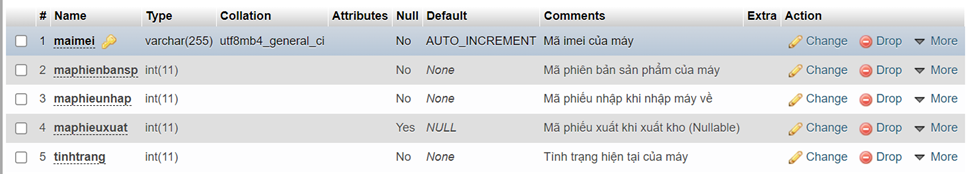 # Name Type Collation Attributes Null Default Comments Extra Action
1 maimei varchar(255) utf8mb4_general_ci No AUTO_INCREMENT Mã imei của máy Change Drop More
2 maphienbansp int(11) No None Mã phiên bản sản phẩm của máy Change Drop More
3 maphieunhap int(11) No None Mã phiếu nhập khi nhập máy về Change Drop More
4 maphieuxuat int(11) Yes NULL Mã phiếu xuất khi xuất kho (Nullable) Change Drop More
5 tinhtrang int(11) No None Tình trạng hiện tại của máy Change Drop More